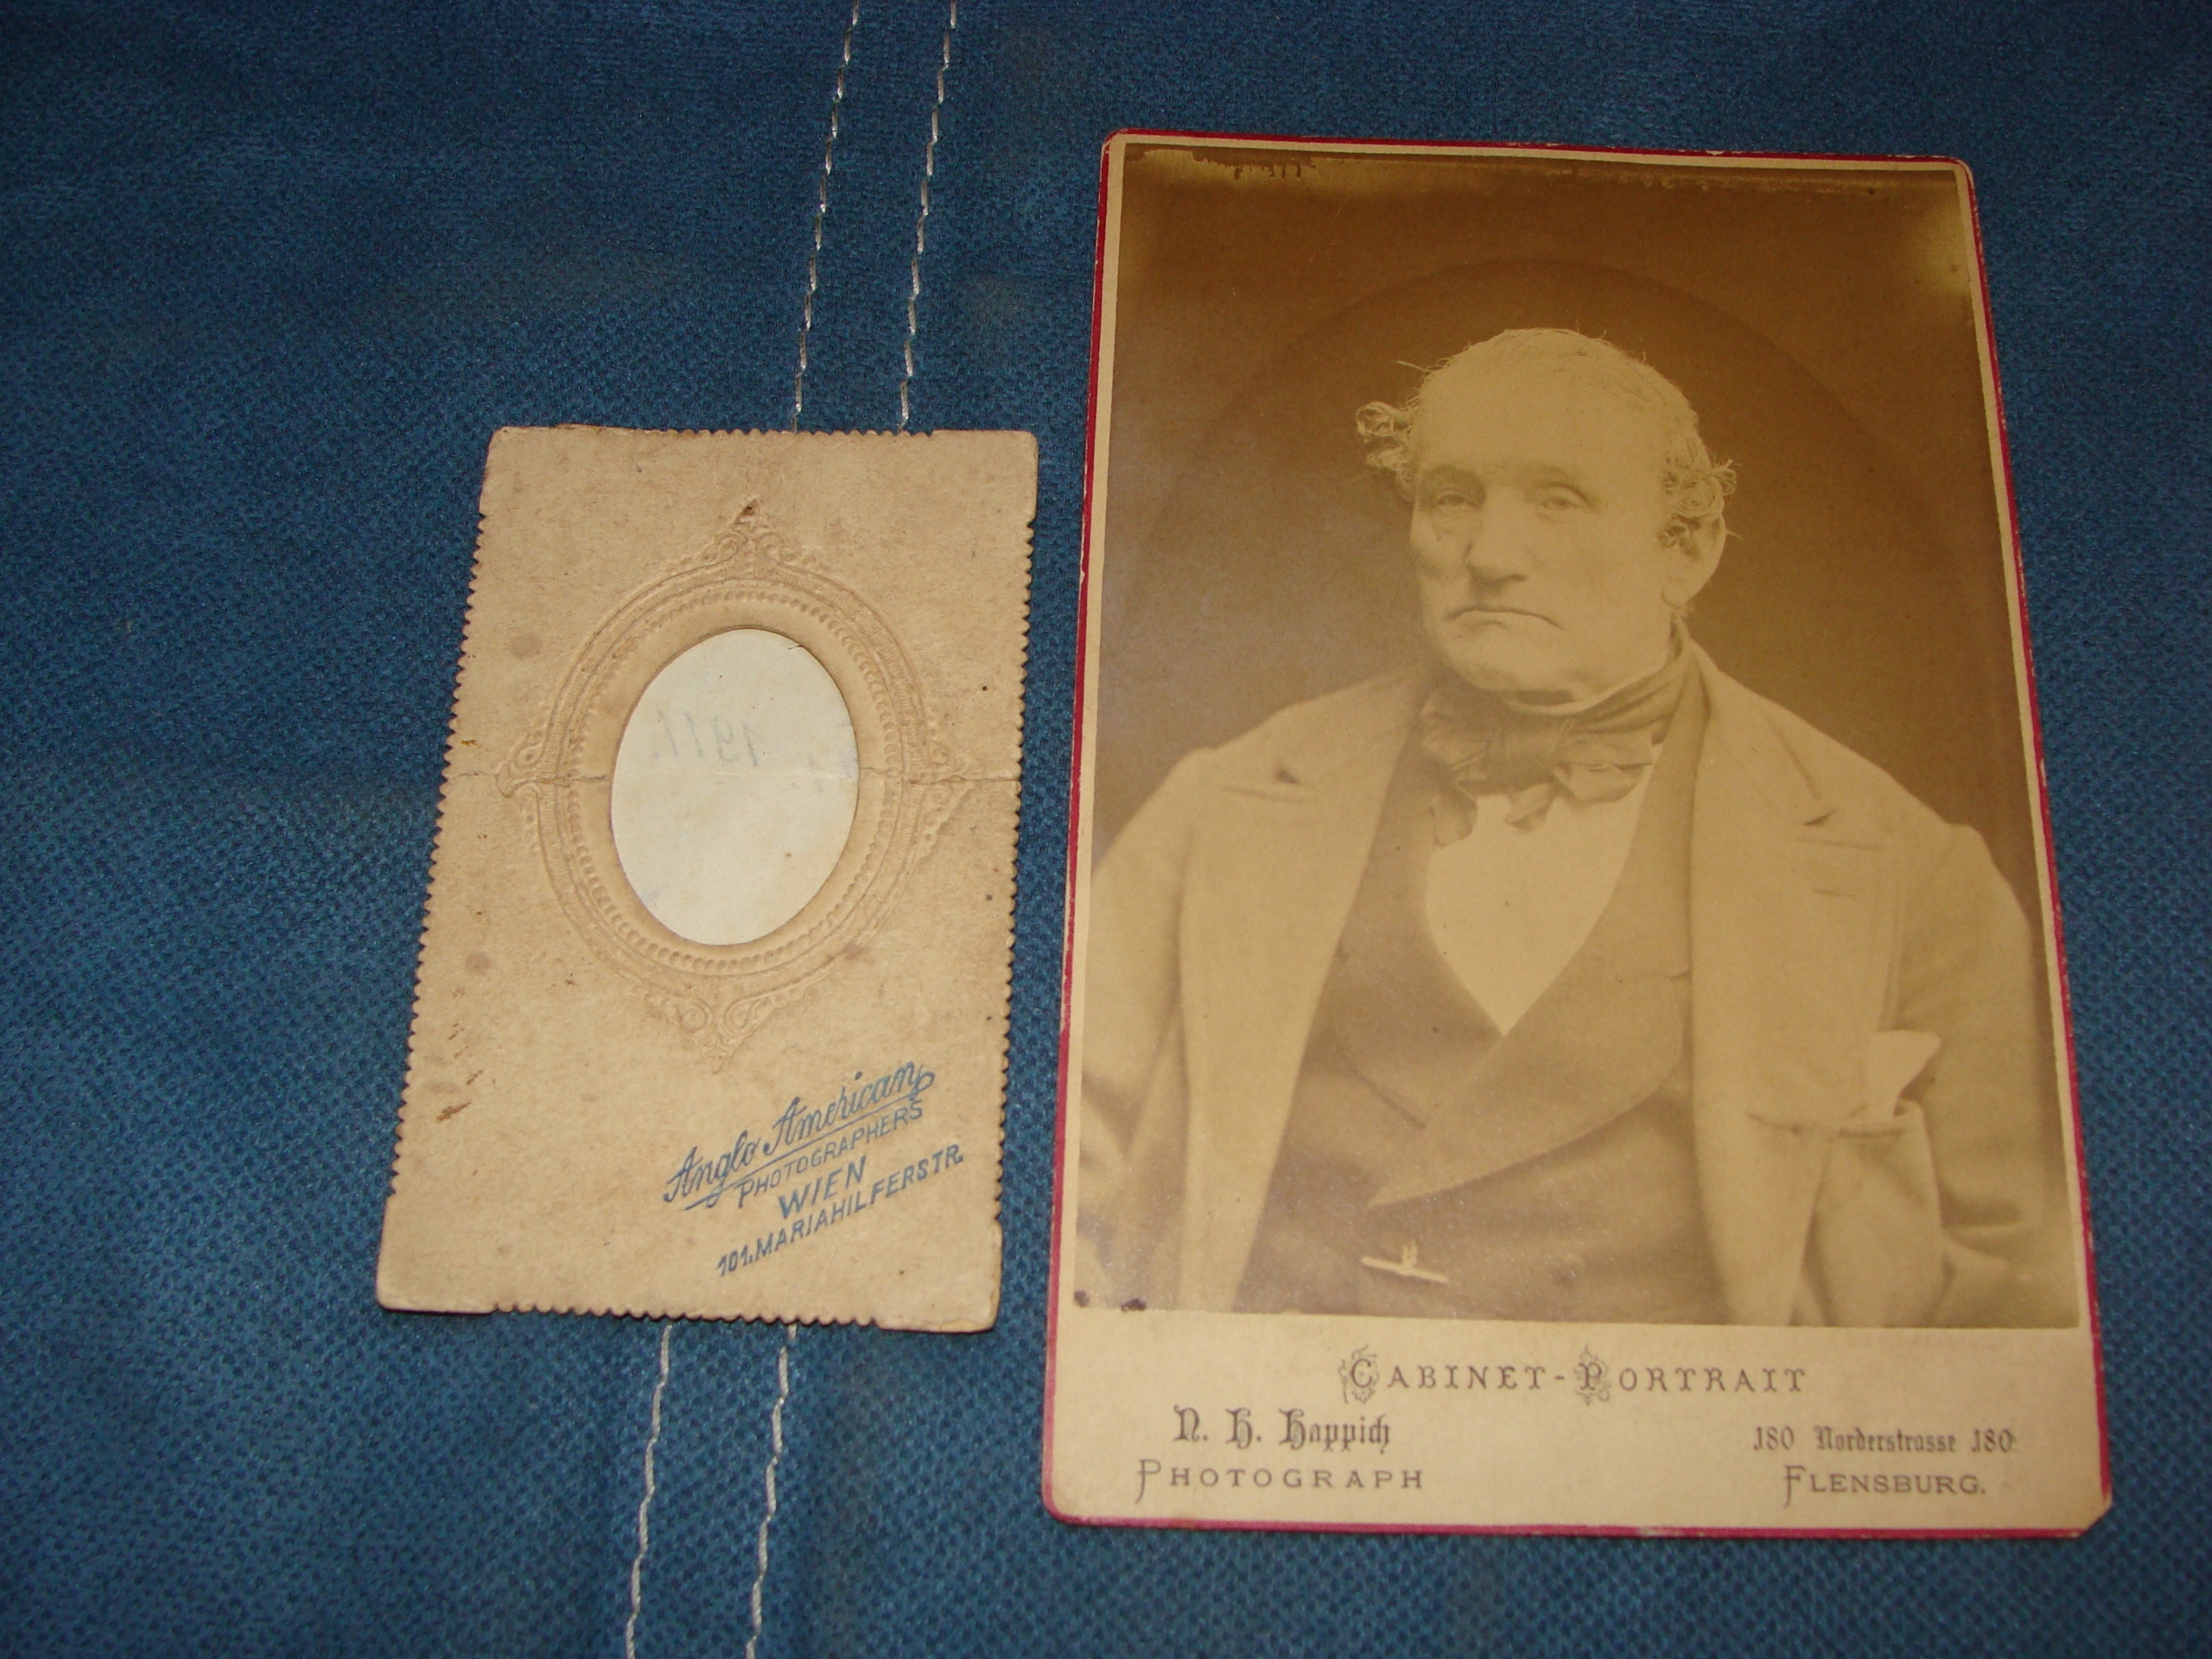 1911.
Anglo American
PHOTOGRAPHERS
WIEN
101. MARIAHILFERSTR.
CABINET-PORTRAIT
N. H. Happich
PHOTOGRAPH
180 Norderstrasse 180
FLENSBURG.